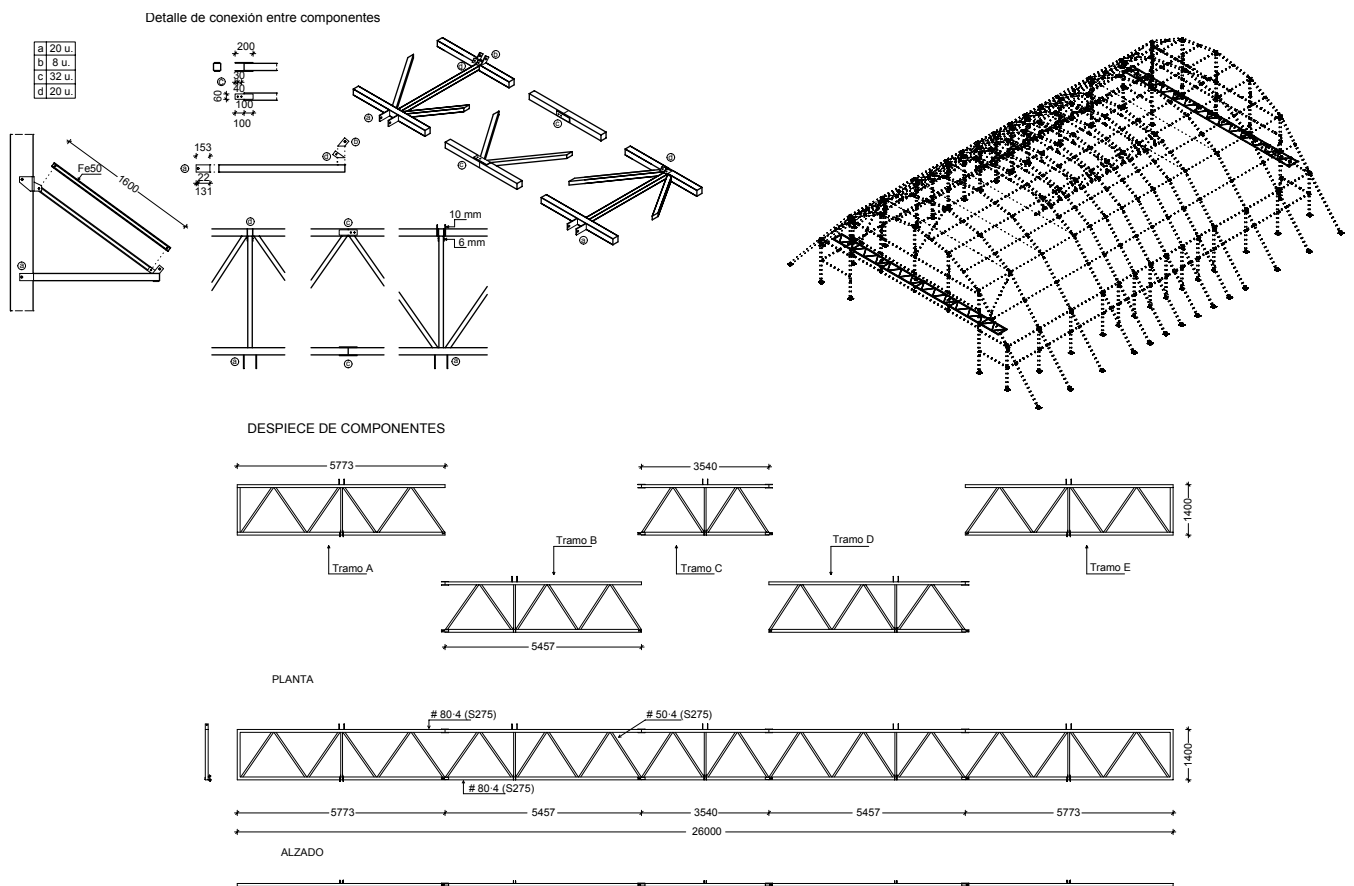 Detalle de conexión entre componentes
a 20 u.
b 8 u.
c 32 u.
d 20 u.
200
c
30
40
60
100
100
a
b
d
c
a
c
d
a
153
a
d
b
22
131
Fe50
1600
a
d
c
10 mm
6 mm
a
c
a
DESPIECE DE COMPONENTES
5773
3540
1400
Tramo A
Tramo B
Tramo C
Tramo D
Tramo E
5457
PLANTA
# 80·4 (S275)
# 50·4 (S275)
1400
# 80·4 (S275)
5773
5457
3540
5457
5773
26000
ALZADO